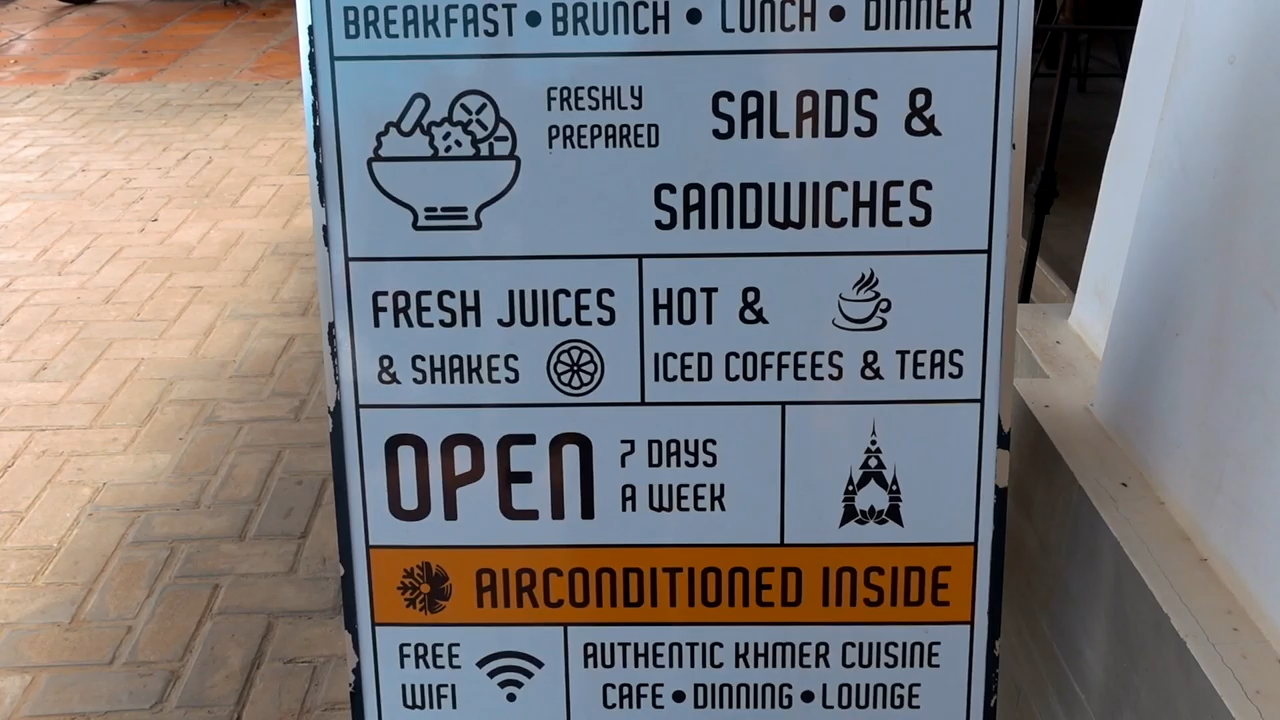 BREAKFAST • BRUNCH • LUNCH • DINNER
FRESHLY
PREPARED
SALADS &
SANDWICHES
FRESH JUICES
& SHAKES
HOT &
ICED COFFEES & TEAS
OPEN
7 DAYS
A WEEK
AIRCONDITIONED INSIDE
FREE
WIFI
AUTHENTIC KHMER CUISINE
CAFE • DINNING • LOUNGE